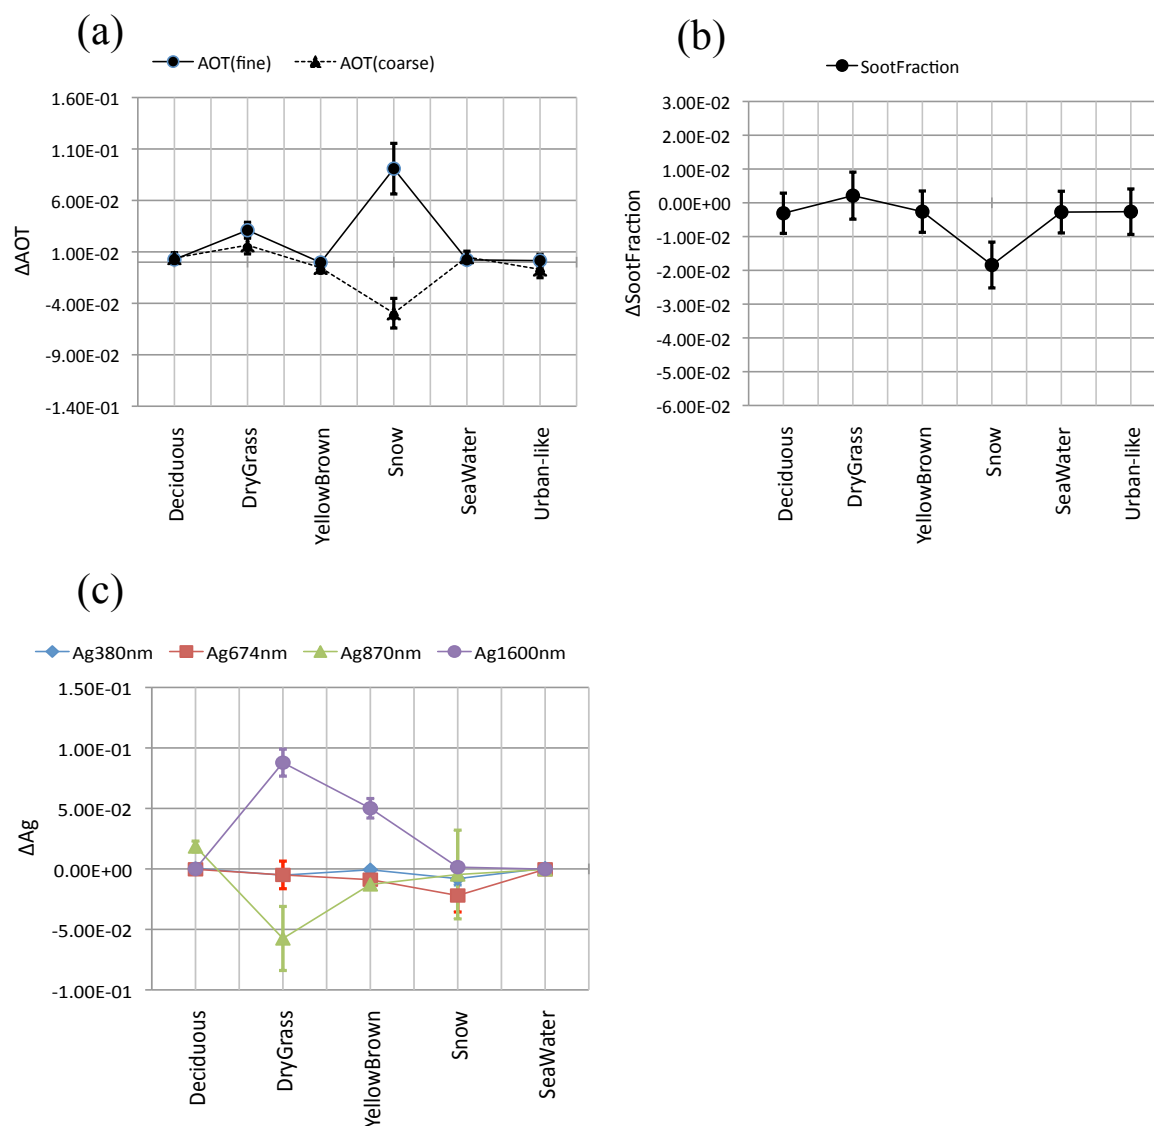 (a)
AOT(fine) AOT(coarse)
1.60E-01
1.10E-01
6.00E-02
1.00E-02
-4.00E-02
-9.00E-02
-1.40E-01
ΔAOT
Deciduous
DryGrass
YellowBrown
Snow
SeaWater
Urban-like
(b)
SootFraction
3.00E-02
2.00E-02
1.00E-02
0.00E+00
-1.00E-02
-2.00E-02
-3.00E-02
-4.00E-02
-5.00E-02
-6.00E-02
ΔSootFraction
Deciduous
DryGrass
YellowBrown
Snow
SeaWater
Urban-like
(c)
Ag380nm Ag674nm Ag870nm Ag1600nm
1.50E-01
1.00E-01
5.00E-02
0.00E+00
-5.00E-02
-1.00E-01
ΔAg
Deciduous
DryGrass
YellowBrown
Snow
SeaWater